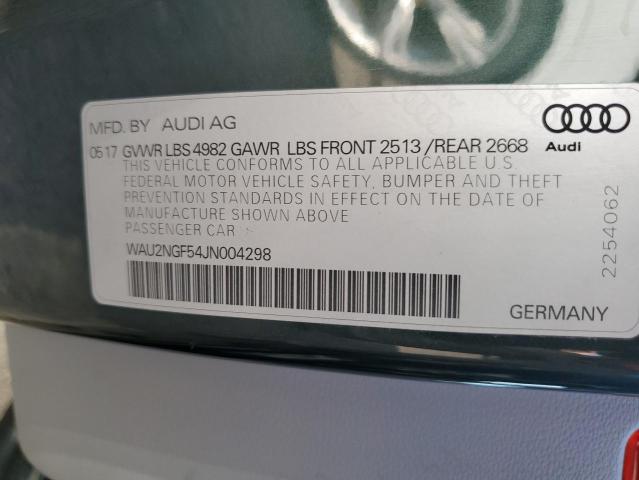 MFD. BY AUDI AG
0517 GVWR LBS 4982 GAWR LBS FRONT 2513 /REAR 2668
Audi
THIS VEHICLE CONFORMS TO ALL APPLICABLE U.S
FEDERAL MOTOR VEHICLE SAFETY, BUMPER AND THEFT
PREVENTION STANDARDS IN EFFECT ON THE DATE OF
MANUFACTURE SHOWN ABOVE
PASSENGER CAR
WAU2NGF54JN004298
2254062
GERMANY